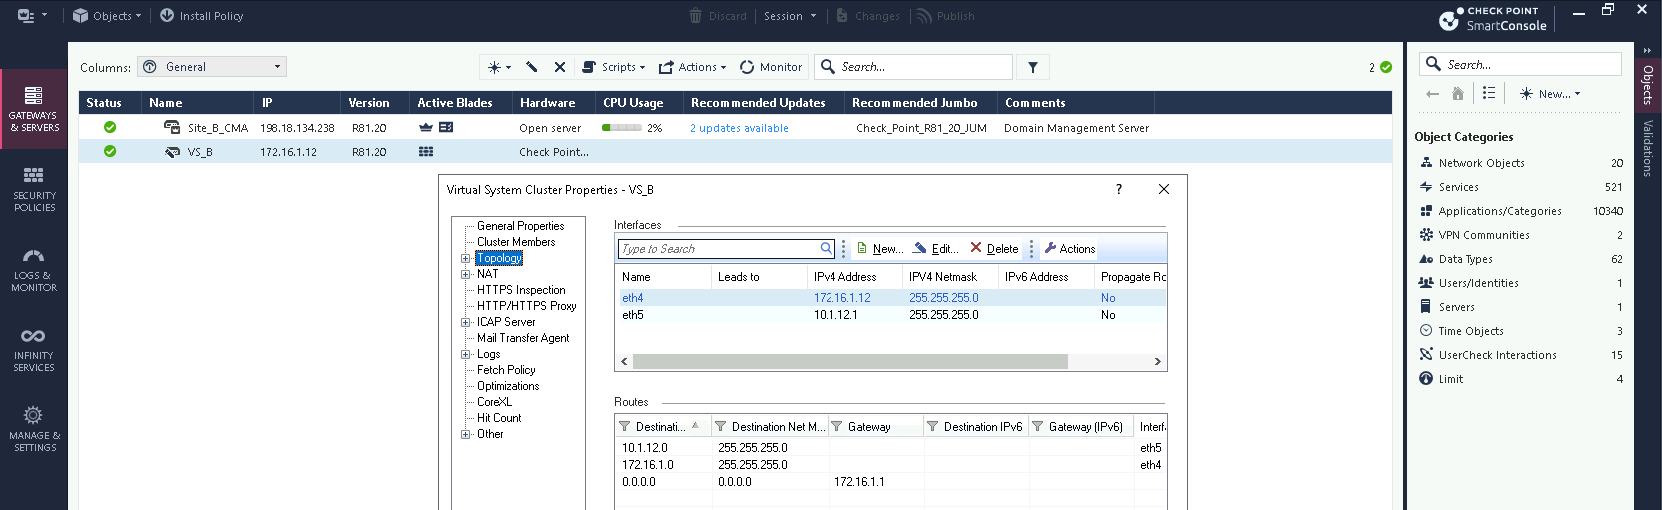 Objects
Install Policy
Discard
Session
Changes
Publish
CHECK POINT
SmartConsole
Columns:
General
Scripts
Actions
Monitor
Search...
2
Status Name IP Version Active Blades Hardware CPU Usage Recommended Updates Recommended Jumbo Comments
Site_B_CMA 198.18.134.238 R81.20 Open server 2% 2 updates available Check_Point_R81_20_JUM Domain Management Server
VS_B 172.16.1.12 R81.20 Check Point...
GATEWAYS
& SERVERS
SECURITY
POLICIES
LOGS &
MONITOR
INFINITY
SERVICES
MANAGE &
SETTINGS
Virtual System Cluster Properties - VS_B
?
General Properties
Cluster Members
Topology
NAT
HTTPS Inspection
HTTP/HTTPS Proxy
ICAP Server
Mail Transfer Agent
Logs
Fetch Policy
Optimizations
CoreXL
Hit Count
Other
Interfaces
Type to Search
New...
Edit...
Delete
Actions
Name Leads to IPv4 Address IPV4 Netmask IPv6 Address Propagate Ro
eth4 172.16.1.12 255.255.255.0 No
eth5 10.1.12.1 255.255.255.0 No
Routes
Destinati... Destination Net M... Gateway Destination IPv6 Gateway (IPv6) Interf
10.1.12.0 255.255.255.0 eth5
172.16.1.0 255.255.255.0 eth4
0.0.0.0 0.0.0.0 172.16.1.1
Search...
New...
Object Categories
Network Objects 20
Services 521
Applications/Categories 10340
VPN Communities 2
Data Types 62
Users/Identities 1
Servers 1
Time Objects 3
UserCheck Interactions 15
Limit 4
Objects
Validations